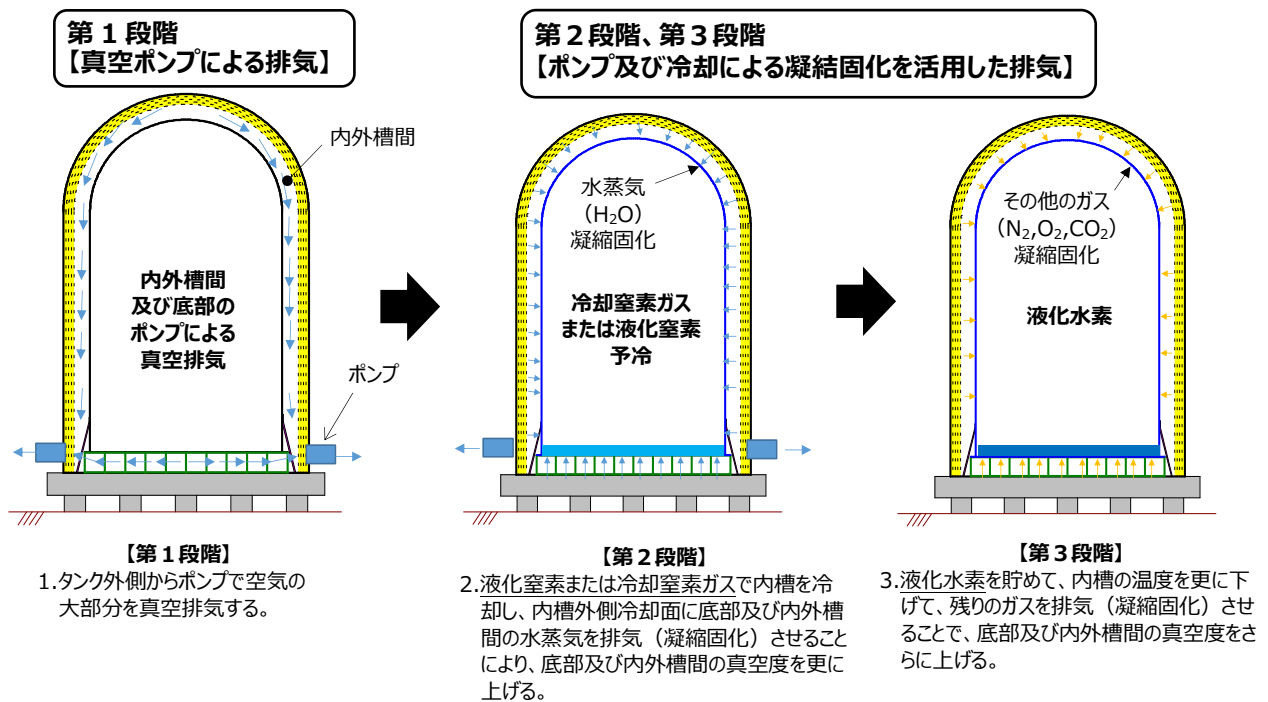 第１段階
【真空ポンプによる排気】
第２段階、第３段階
【ポンプ及び冷却による凝結固化を活用した排気】
内外槽間
内外槽間
及び底部の
ポンプによる
真空排気
ポンプ
水蒸気
（H₂O）
凝縮固化
冷却窒素ガス
または液化窒素
予冷
その他のガス
（N₂,O₂,CO₂）
凝縮固化
液化水素
【第１段階】
1.タンク外側からポンプで空気の
大部分を真空排気する。
【第２段階】
2.液化窒素または冷却窒素ガスで内槽を冷
却し、内槽外側冷却面に底部及び内外槽
間の水蒸気を排気（凝縮固化）させること
により、底部及び内外槽間の真空度を更に
上げる。
【第３段階】
3.液化水素を貯めて、内槽の温度を更に下
げて、残りのガスを排気（凝縮固化）させ
ることで、底部及び内外槽間の真空度をさ
らに上げる。